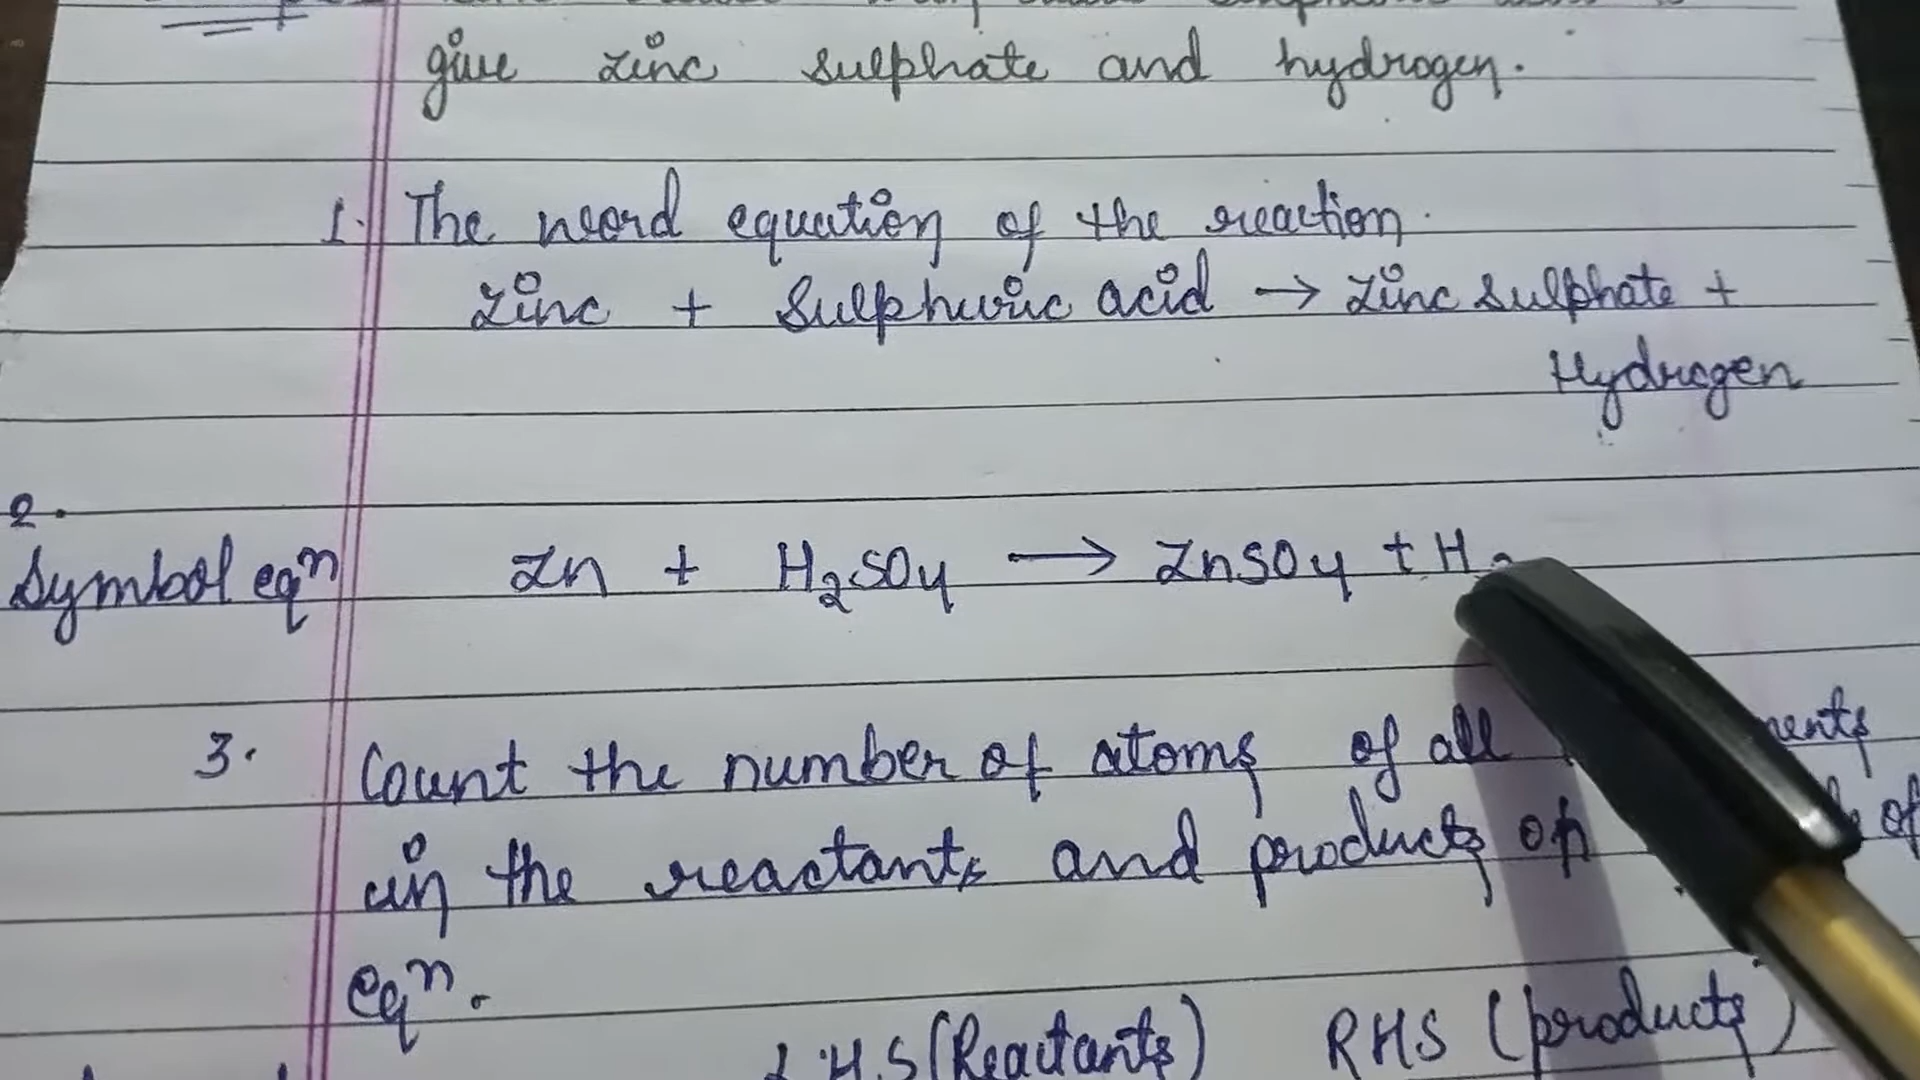 give zinc sulphate and hydrogen.
1. The word equation of the reaction.
Zinc + Sulphuric acid → Zinc sulphate +
Hydrogen
2.
Symbol eqⁿ Zn + H₂SO₄ → ZnSO₄ + H₂
3. Count the number of atoms of all
in the reactants and products of
eqⁿ.
L.H.S (Reactants) RHS (products)